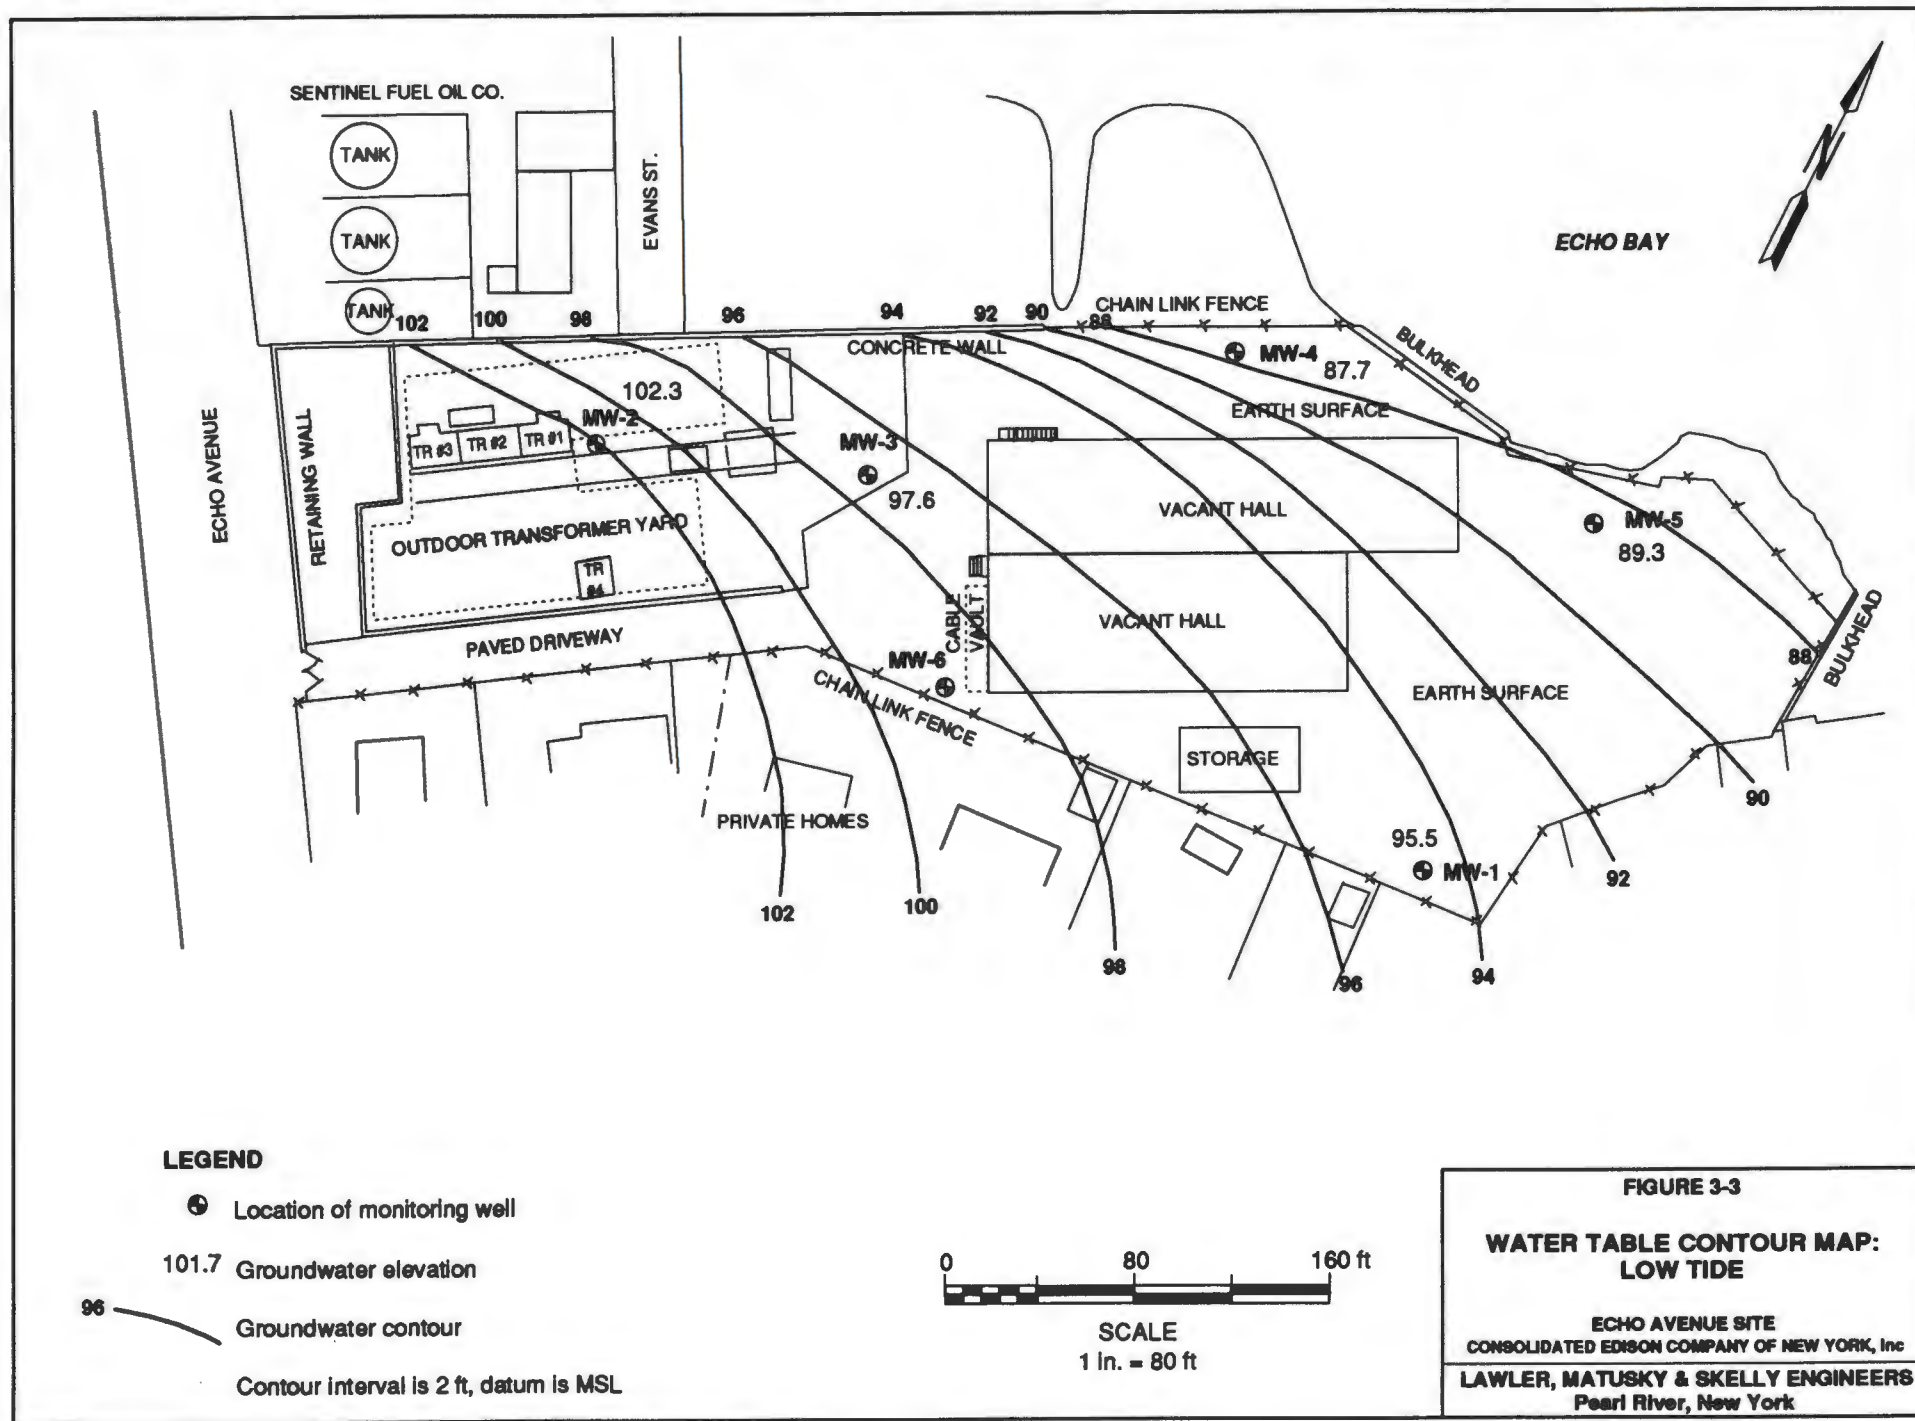 SENTINEL FUEL OIL CO.
TANK
TANK
TANK
EVANS ST.
ECHO BAY
N
102
100
98
96
94
92
90
88
CHAIN LINK FENCE
CONCRETE WALL
BULKHEAD
MW-4
87.7
EARTH SURFACE
102.3
MW-2
TR #3
TR #2
TR #1
MW-3
97.6
ECHO AVENUE
RETAINING WALL
OUTDOOR TRANSFORMER YARD
TR
#4
VACANT HALL
MW-5
89.3
VACANT HALL
CABLE
VAULT
PAVED DRIVEWAY
MW-6
CHAIN LINK FENCE
EARTH SURFACE
88
BULKHEAD
STORAGE
PRIVATE HOMES
95.5
MW-1
90
92
102
100
98
96
94
LEGEND
Location of monitoring well
101.7 Groundwater elevation
96
Groundwater contour
Contour interval is 2 ft, datum is MSL
0 80 160 ft
SCALE
1 in. = 80 ft
FIGURE 3-3
WATER TABLE CONTOUR MAP:
LOW TIDE
ECHO AVENUE SITE
CONSOLIDATED EDISON COMPANY OF NEW YORK, Inc
LAWLER, MATUSKY & SKELLY ENGINEERS
Pearl River, New York